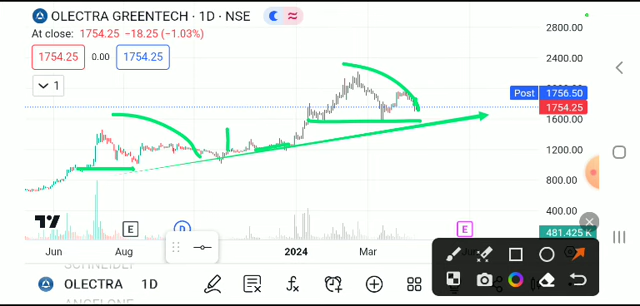 OLECTRA GREENTECH · 1D · NSE
At close: 1754.25 −18.25 (−1.03%)
1754.25 0.00 1754.25
1
2800.00
2400.00
Post 1756.50
1754.25
1600.00
1200.00
800.00
400.00
481.425K
E D E
Jun Aug 2024 Mar
OLECTRA 1D